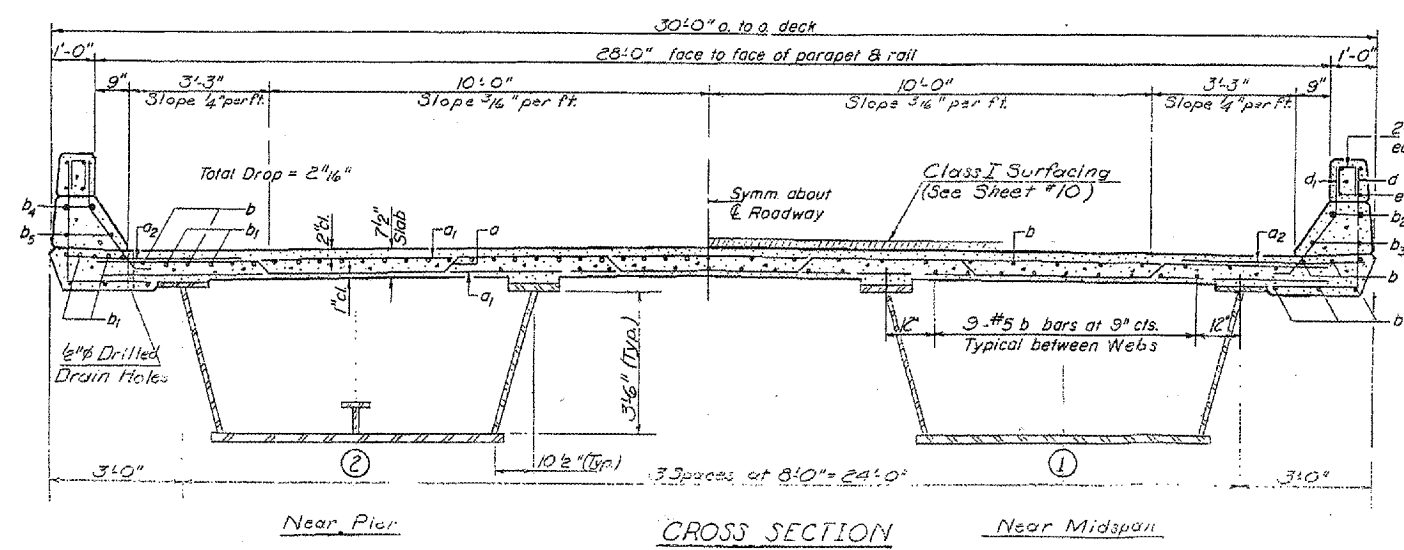 30'-0" o. to o. deck
1'-0" 28'-0" face to face of parapet & rail 1'-0"
9" 3'-3" 10'-0" 10'-0" 3'-3" 9"
Slope 1/4" per ft. Slope 3/16" per ft. Slope 3/16" per ft. Slope 1/4" per ft.
Total Drop = 2 11/16"
Class I Surfacing
(See Sheet #10)
Symm. about
℄ Roadway
2
d1 d
e
b4 b2
b5 a2 b b1 2" cl. 7 1/2" Slab a1 a b a2 b3
b
b1 1" cl. a1 b
12" 9-#5 b bars at 9" cts. 12"
Typical between Webs
1/2"ø Drilled
Drain Holes
3'-6" (Typ.)
2 10 1/2" (Typ.) 1
3'-0" 3 Spaces at 8'-0" = 24'-0" 3'-0"
Near Pier CROSS SECTION Near Midspan